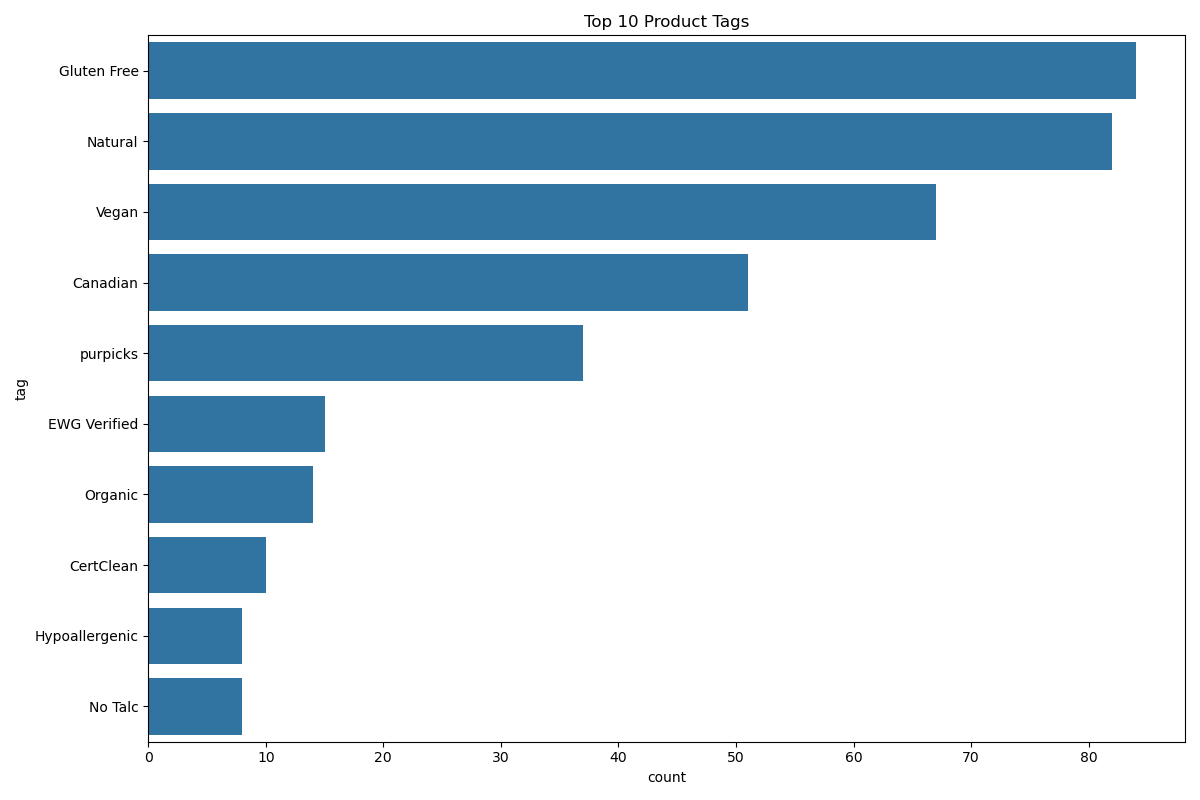 Top 10 Product Tags
Gluten Free
Natural
Vegan
Canadian
purpicks
EWG Verified
Organic
CertClean
Hypoallergenic
No Talc
tag
0 10 20 30 40 50 60 70 80
count